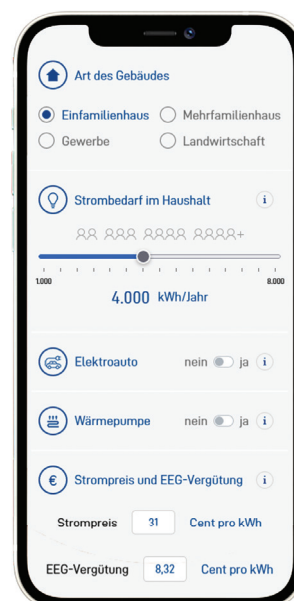 Art des Gebäudes
Einfamilienhaus Mehrfamilienhaus
Gewerbe Landwirtschaft
Strombedarf im Haushalt i
+
1.000 8.000
4.000 kWh/Jahr
Elektroauto nein ja i
Wärmepumpe nein ja i
€ Strompreis und EEG-Vergütung i
Strompreis 31 Cent pro kWh
EEG-Vergütung 8,32 Cent pro kWh